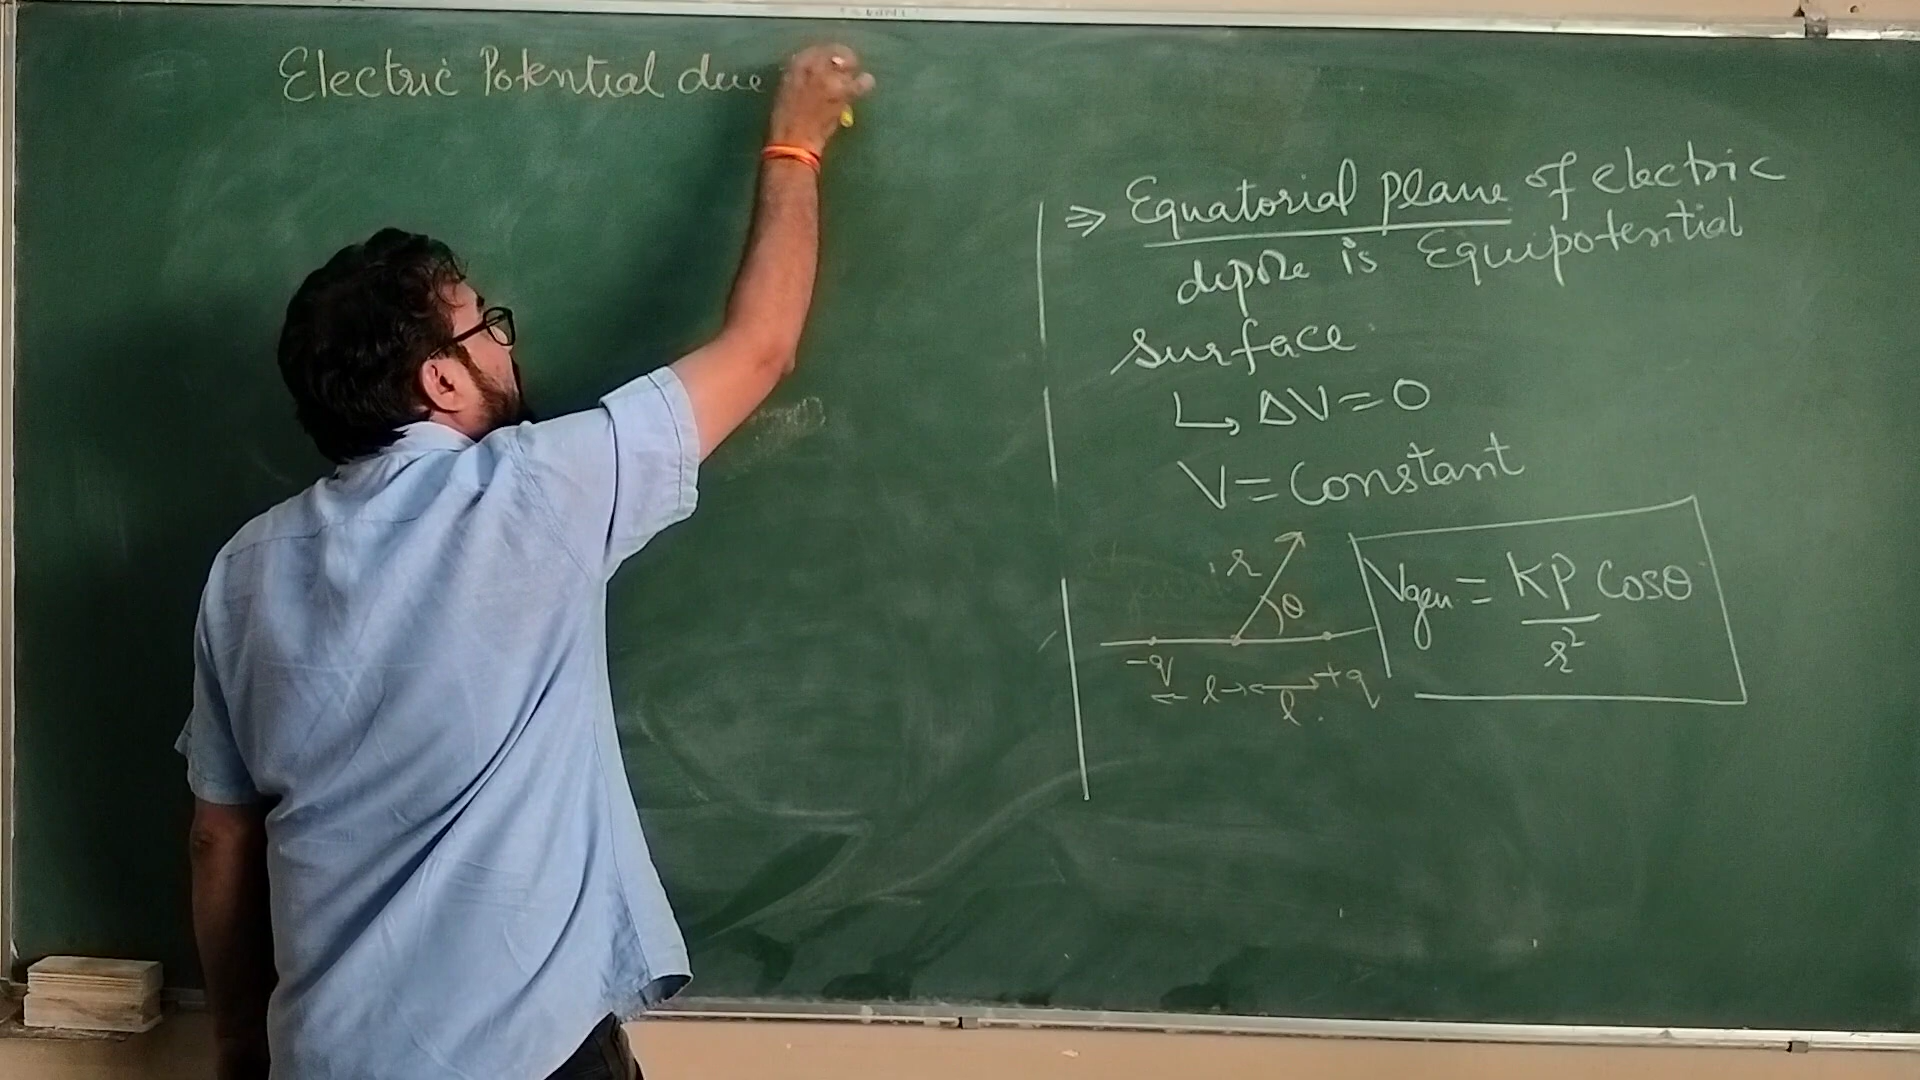 Electric Potential due
⇒ Equatorial plane of electric
dipole is Equipotential
surface
↳ ΔV = 0
V = Constant
r
θ
-q
← l → ← l → +q
Vgen. = KP Cosθ / r²